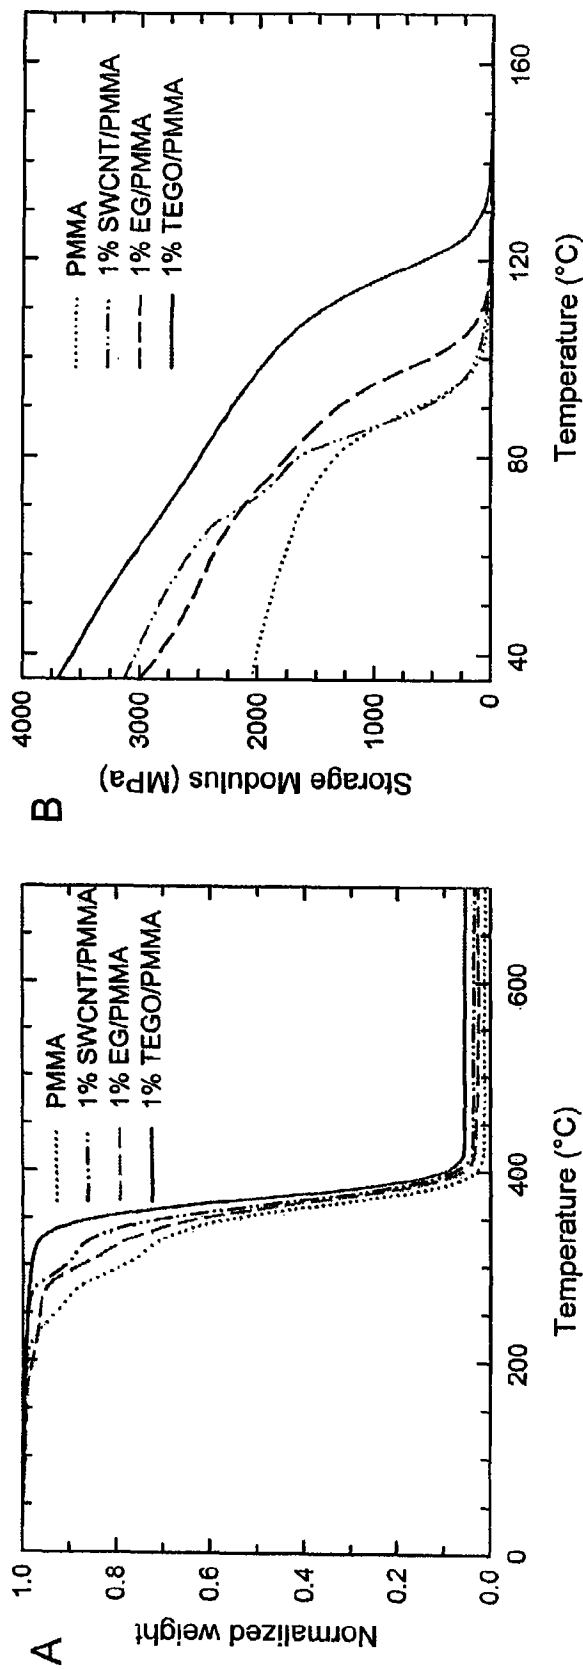 A
Normalized weight
1.0
0.8
0.6
0.4
0.2
0.0
0
200
400
600
Temperature (°C)
PMMA
1% SWCNT/PMMA
1% EG/PMMA
1% TEGO/PMMA
B
Storage Modulus (MPa)
4000
3000
2000
1000
0
40
80
120
160
Temperature (°C)
PMMA
1% SWCNT/PMMA
1% EG/PMMA
1% TEGO/PMMA